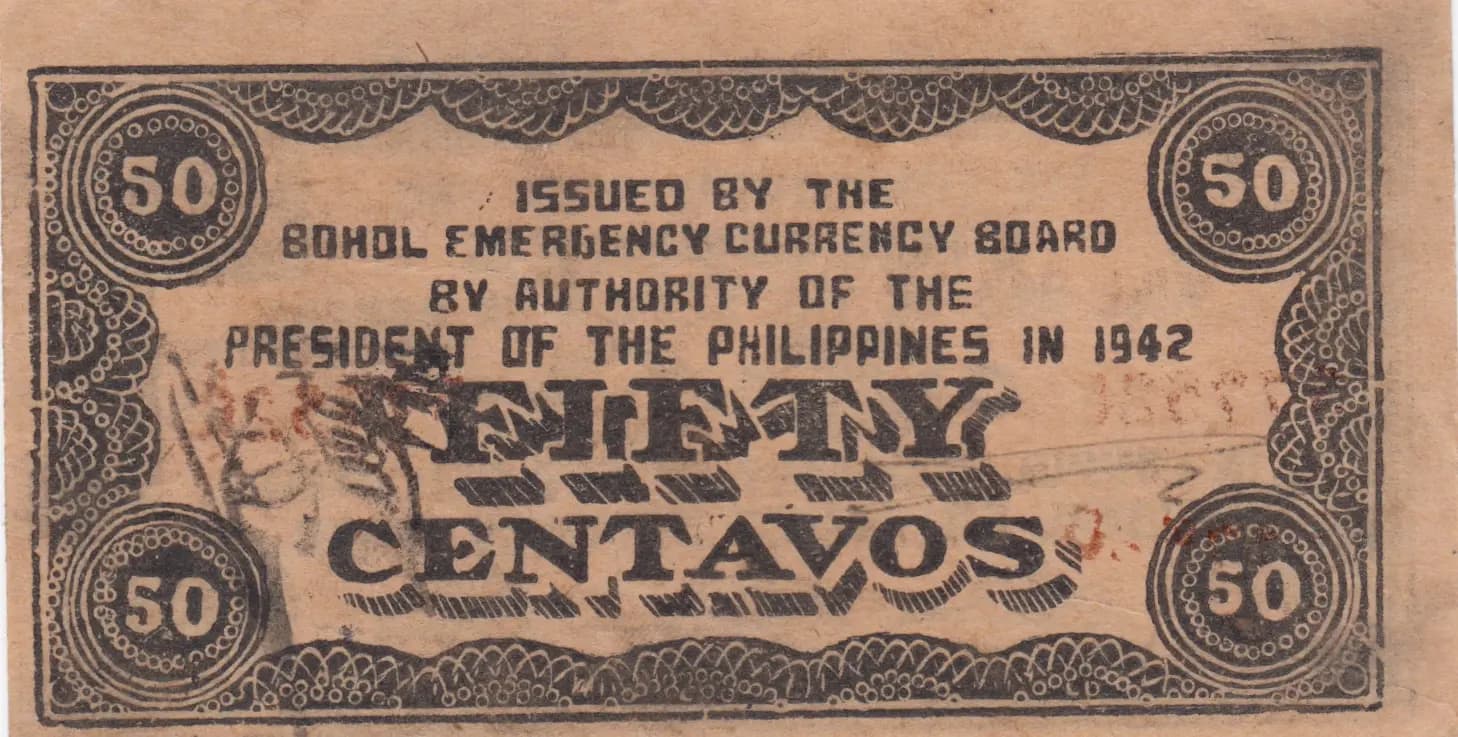 50 50
ISSUED BY THE
BOHOL EMERGENCY CURRENCY BOARD
BY AUTHORITY OF THE
PRESIDENT OF THE PHILIPPINES IN 1942
FIFTY
CENTAVOS
50 50